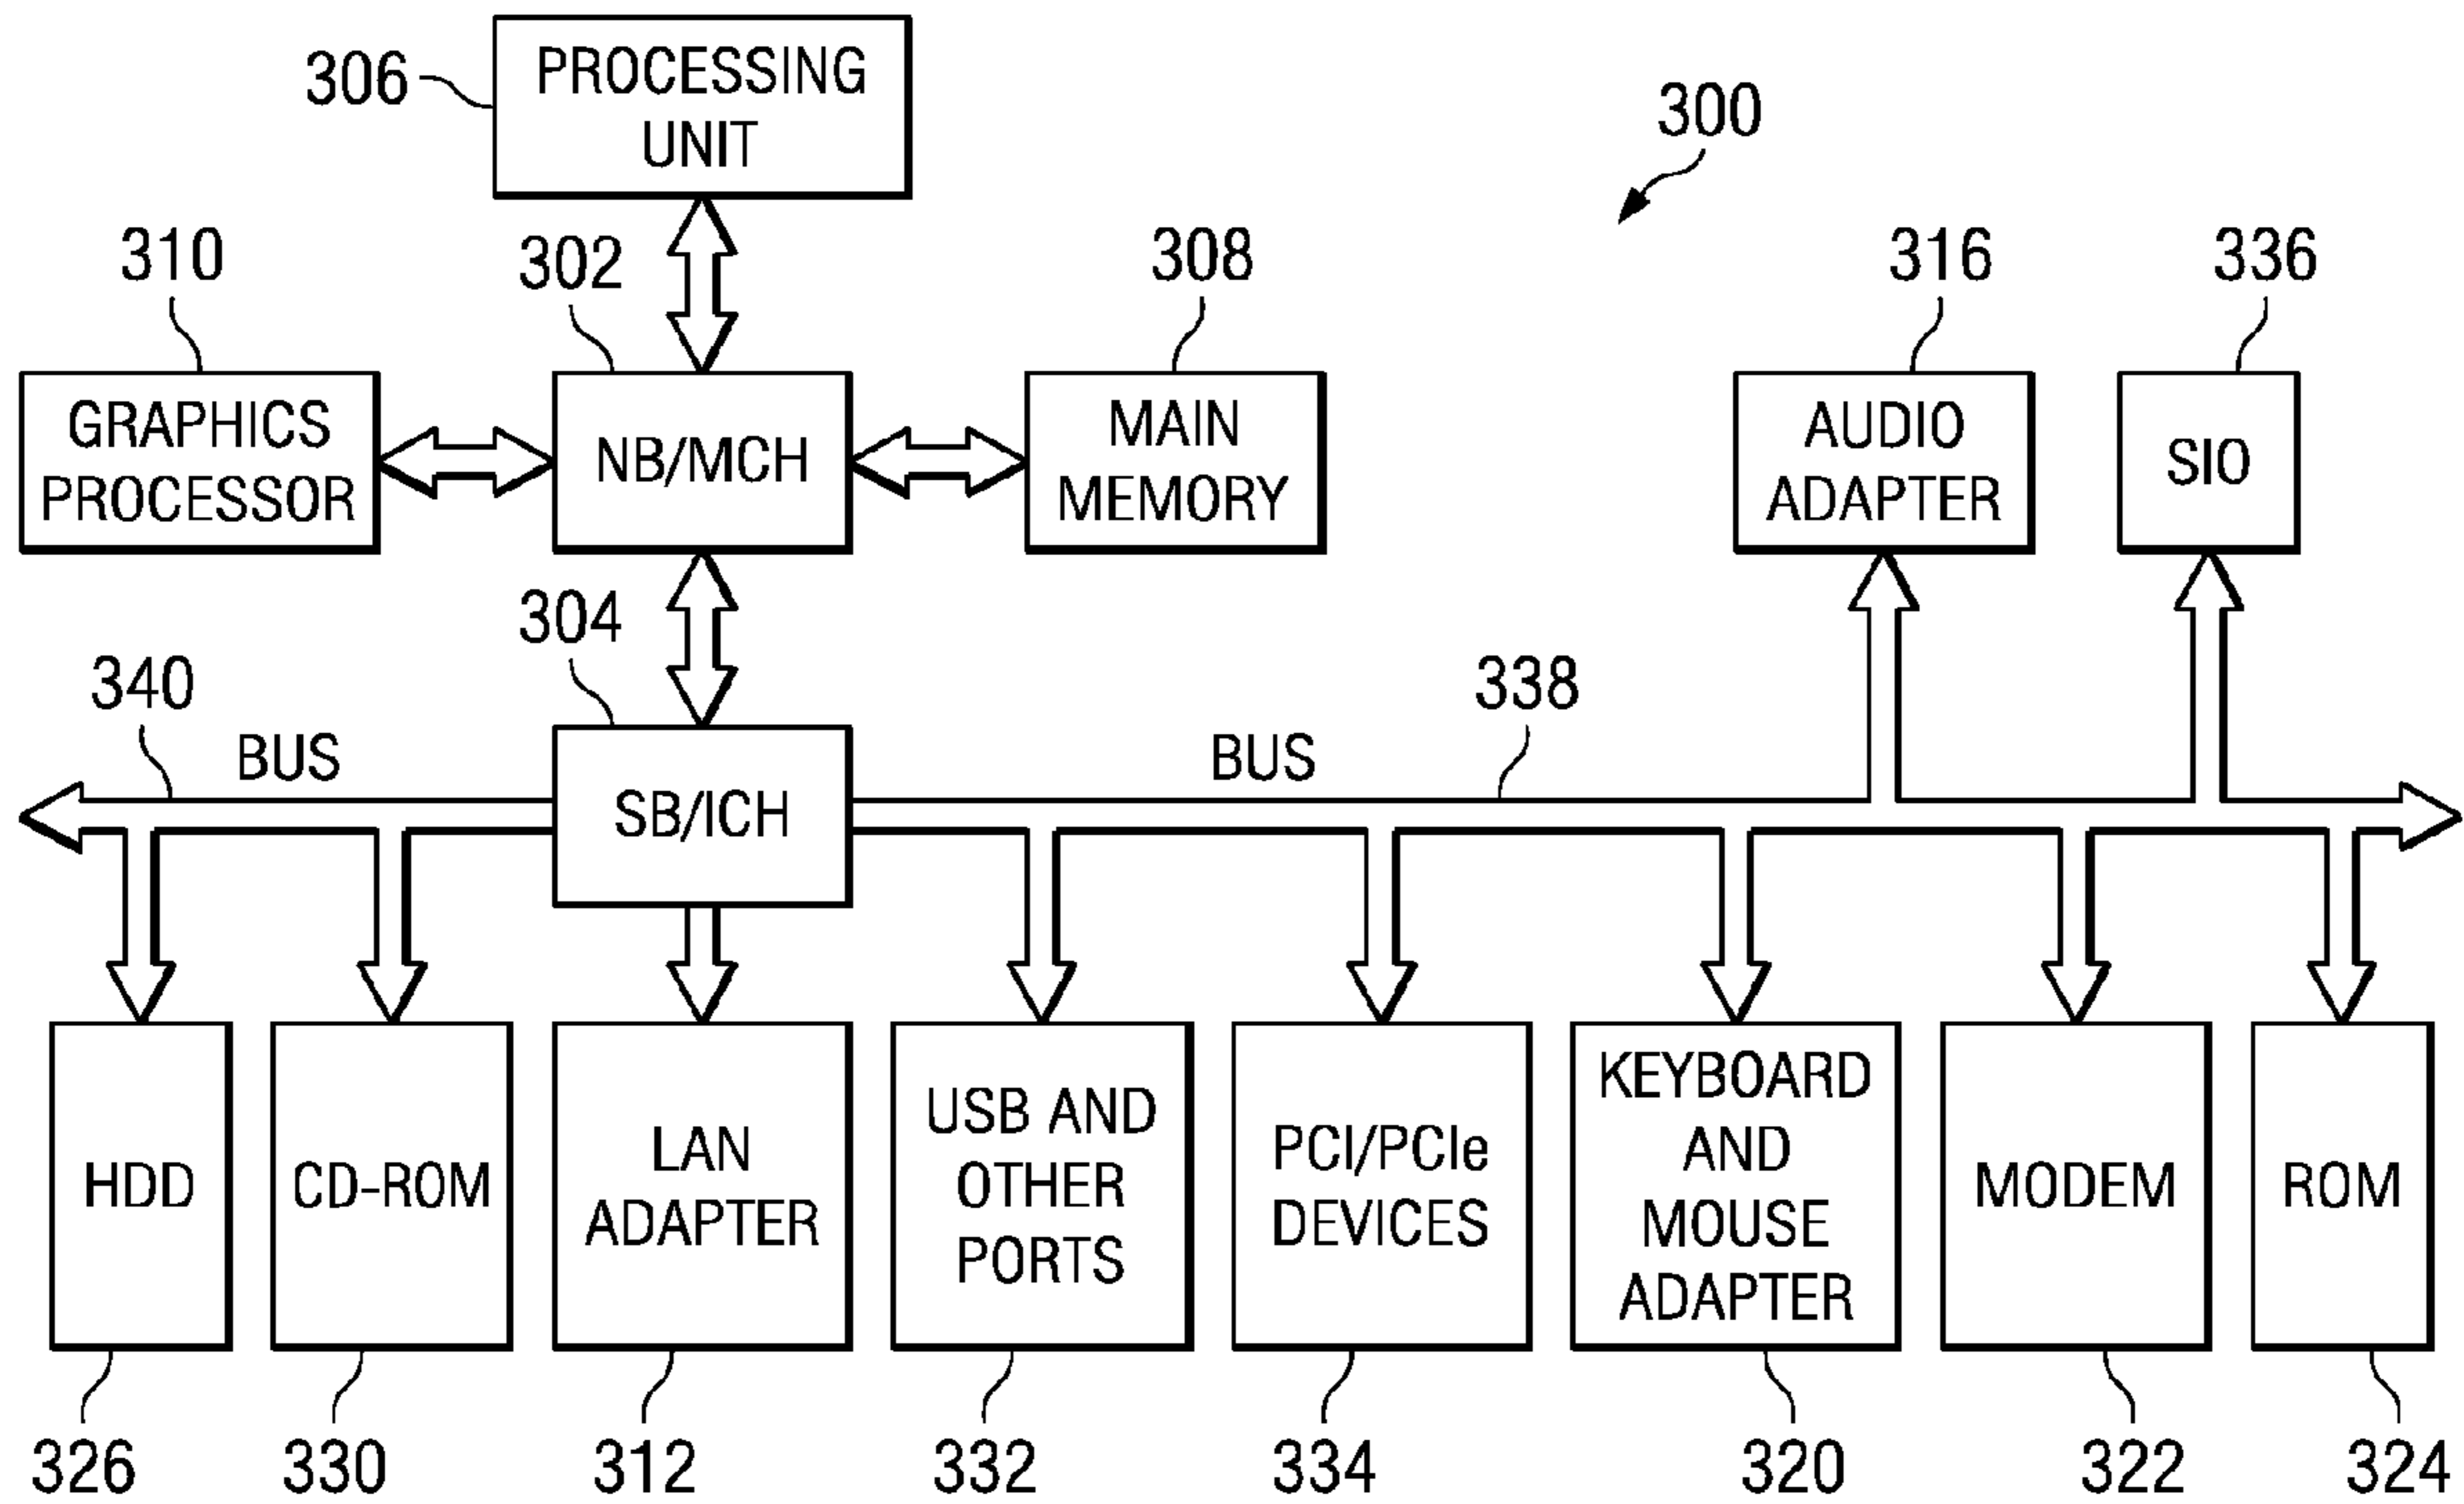 306
PROCESSING
UNIT
300
310
302
308
316
336
GRAPHICS
PROCESSOR
NB/MCH
MAIN
MEMORY
AUDIO
ADAPTER
SIO
304
340
338
BUS
BUS
SB/ICH
HDD
CD-ROM
LAN
ADAPTER
USB AND
OTHER
PORTS
PCI/PCIe
DEVICES
KEYBOARD
AND
MOUSE
ADAPTER
MODEM
ROM
326
330
312
332
334
320
322
324